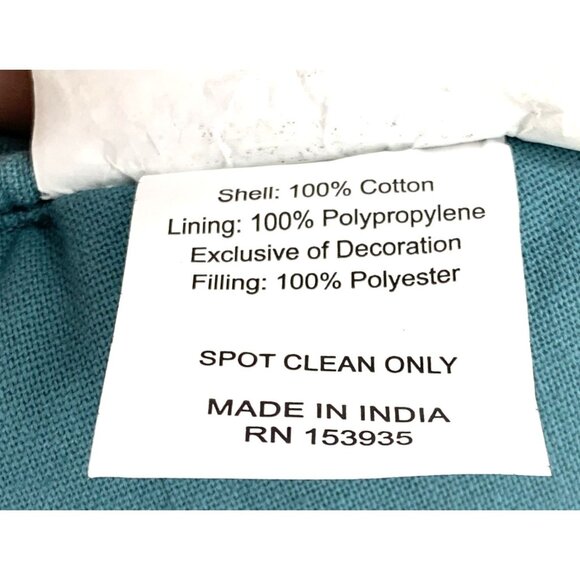 Shell: 100% Cotton
Lining: 100% Polypropylene
Exclusive of Decoration
Filling: 100% Polyester
SPOT CLEAN ONLY
MADE IN INDIA
RN 153935